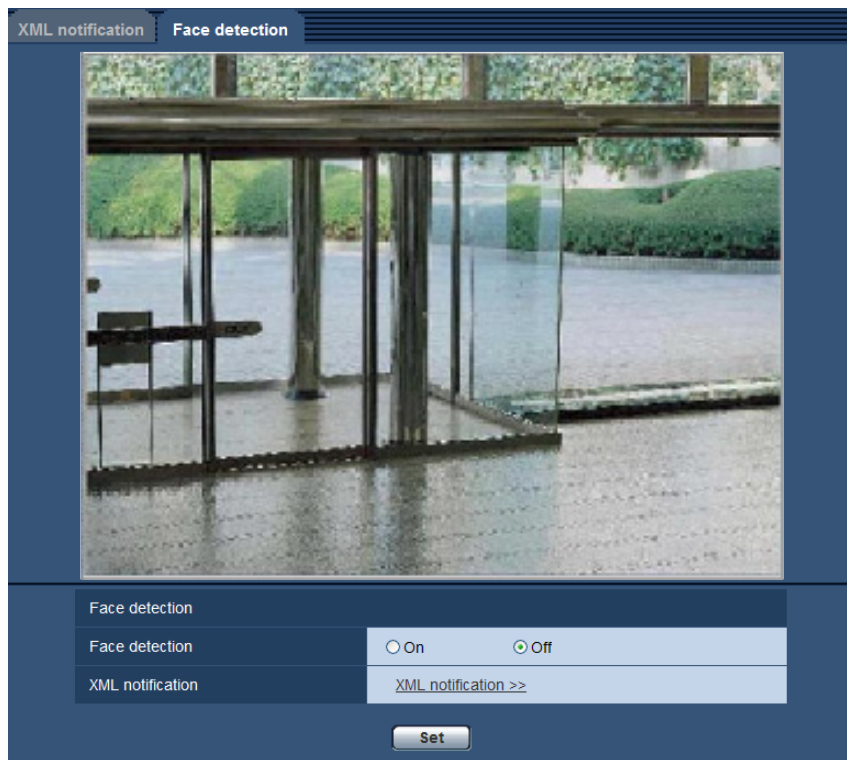 XML notification Face detection
Face detection
Face detection On Off
XML notification XML notification >>
Set